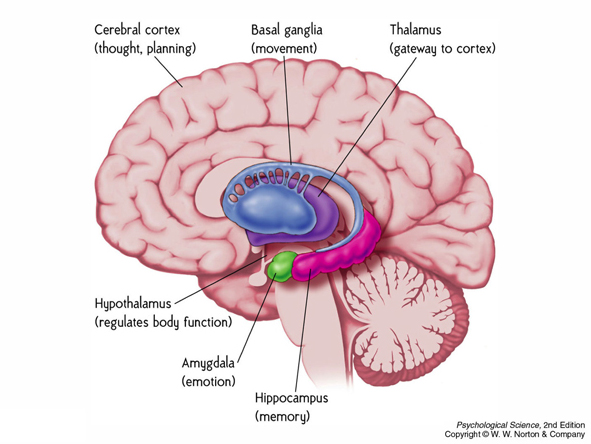 Cerebral cortex
(thought, planning)
Basal ganglia
(movement)
Thalamus
(gateway to cortex)
Hypothalamus
(regulates body function)
Amygdala
(emotion)
Hippocampus
(memory)
Psychological Science, 2nd Edition
Copyright © W. W. Norton & Company